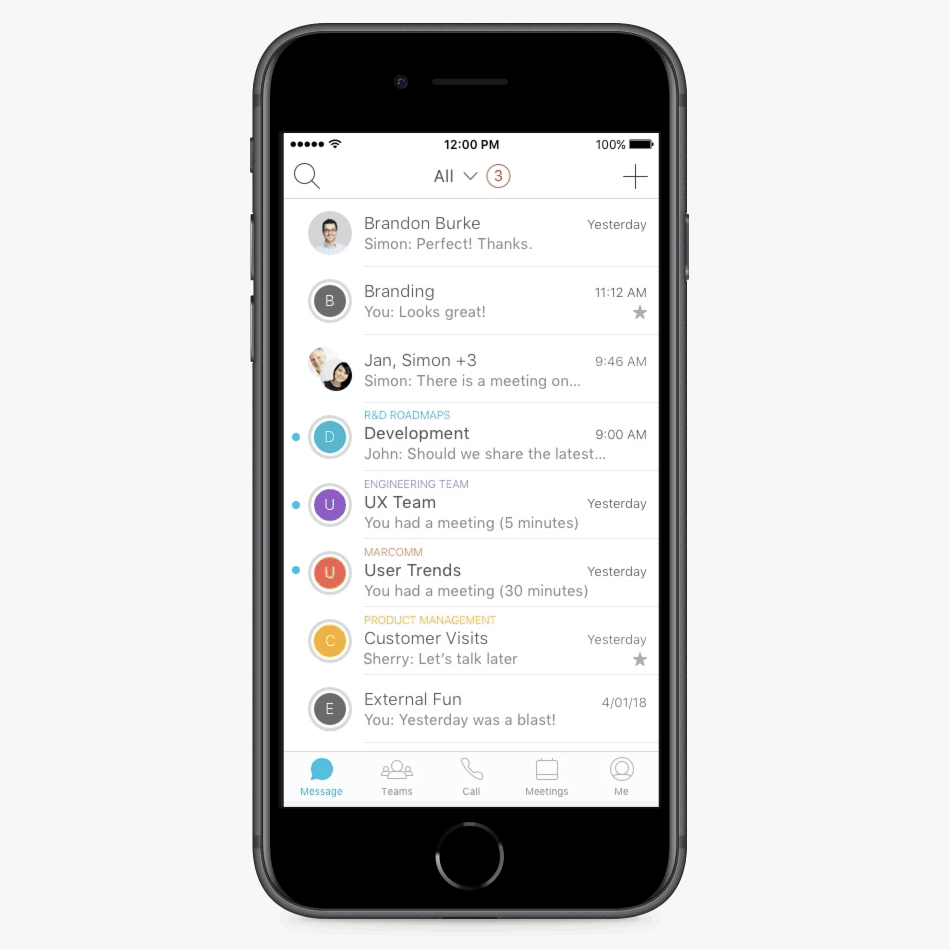 12:00 PM
100%
All 3
Brandon Burke
Yesterday
Simon: Perfect! Thanks.
B
Branding
11:12 AM
You: Looks great!
Jan, Simon +3
9:46 AM
Simon: There is a meeting on...
R&D ROADMAPS
D
Development
9:00 AM
John: Should we share the latest...
ENGINEERING TEAM
U
UX Team
Yesterday
You had a meeting (5 minutes)
MARCOMM
U
User Trends
Yesterday
You had a meeting (30 minutes)
PRODUCT MANAGEMENT
C
Customer Visits
Yesterday
Sherry: Let’s talk later
E
External Fun
4/01/18
You: Yesterday was a blast!
Message
Teams
Call
Meetings
Me